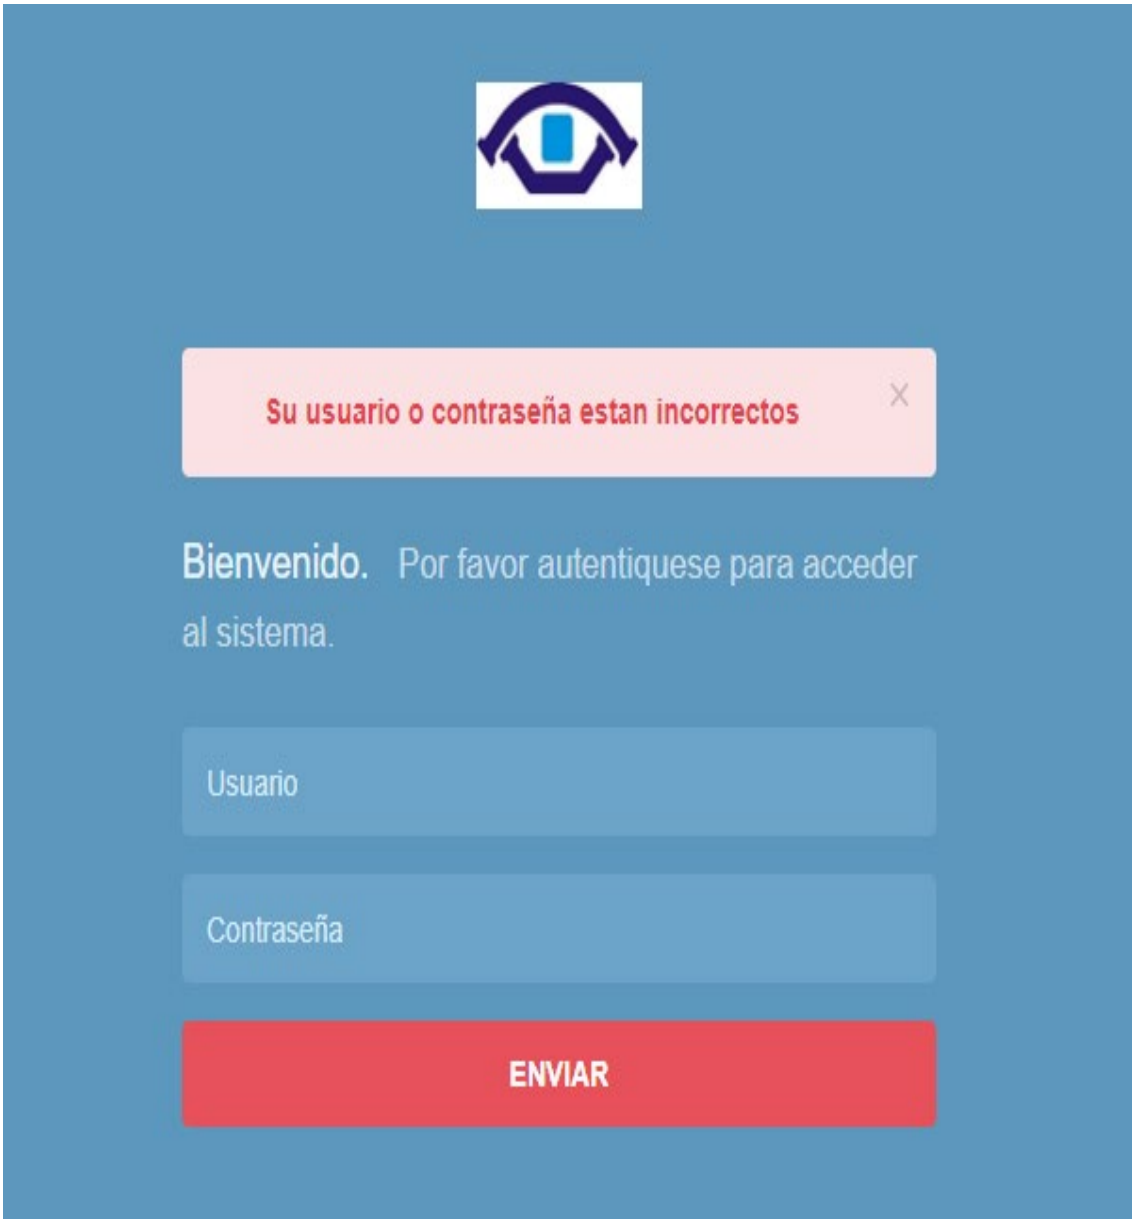 Su usuario o contraseña estan incorrectos
Bienvenido. Por favor autentiquese para acceder
al sistema.
Usuario
Contraseña
ENVIAR